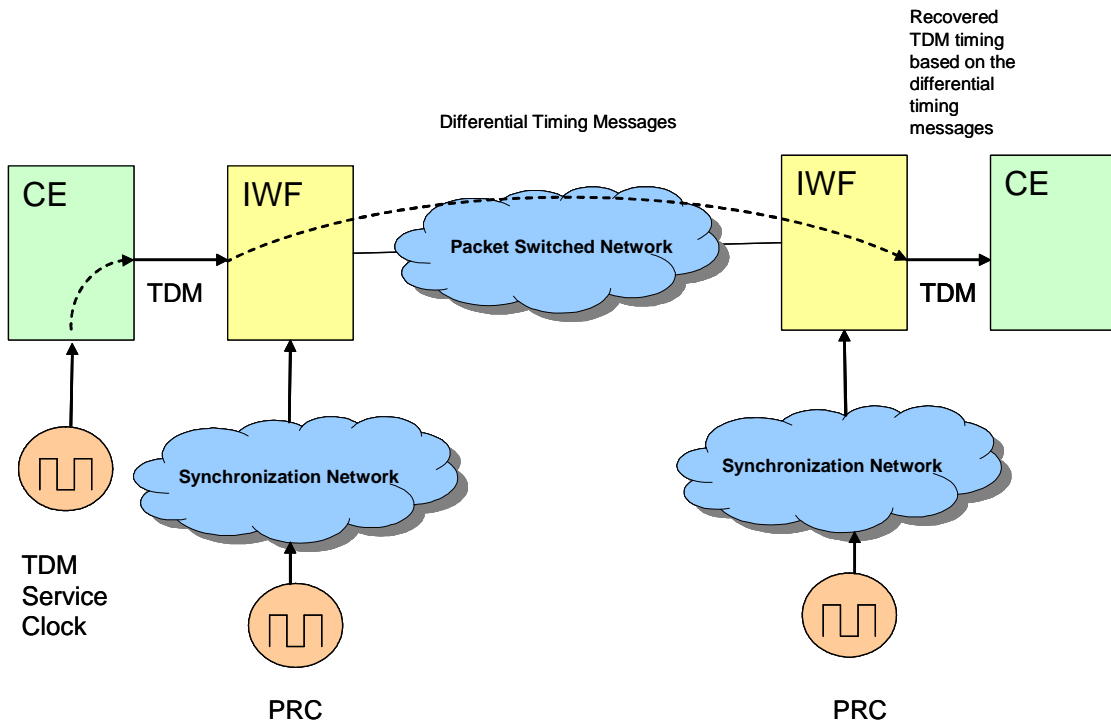 Recovered
TDM timing
based on the
differential
timing
messages
Differential Timing Messages
CE
IWF
IWF
CE
Packet Switched Network
TDM
TDM
Synchronization Network
Synchronization Network
TDM
Service
Clock
PRC
PRC